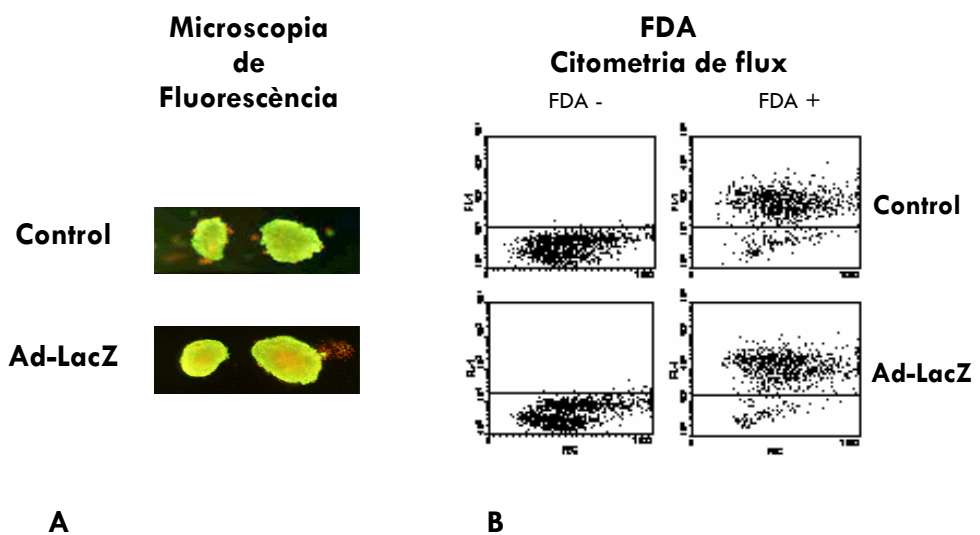 Microscopia
de
Fluorescència
FDA
Citometria de flux
FDA -
FDA +
Control
Control
Ad-LacZ
Ad-LacZ
A
B